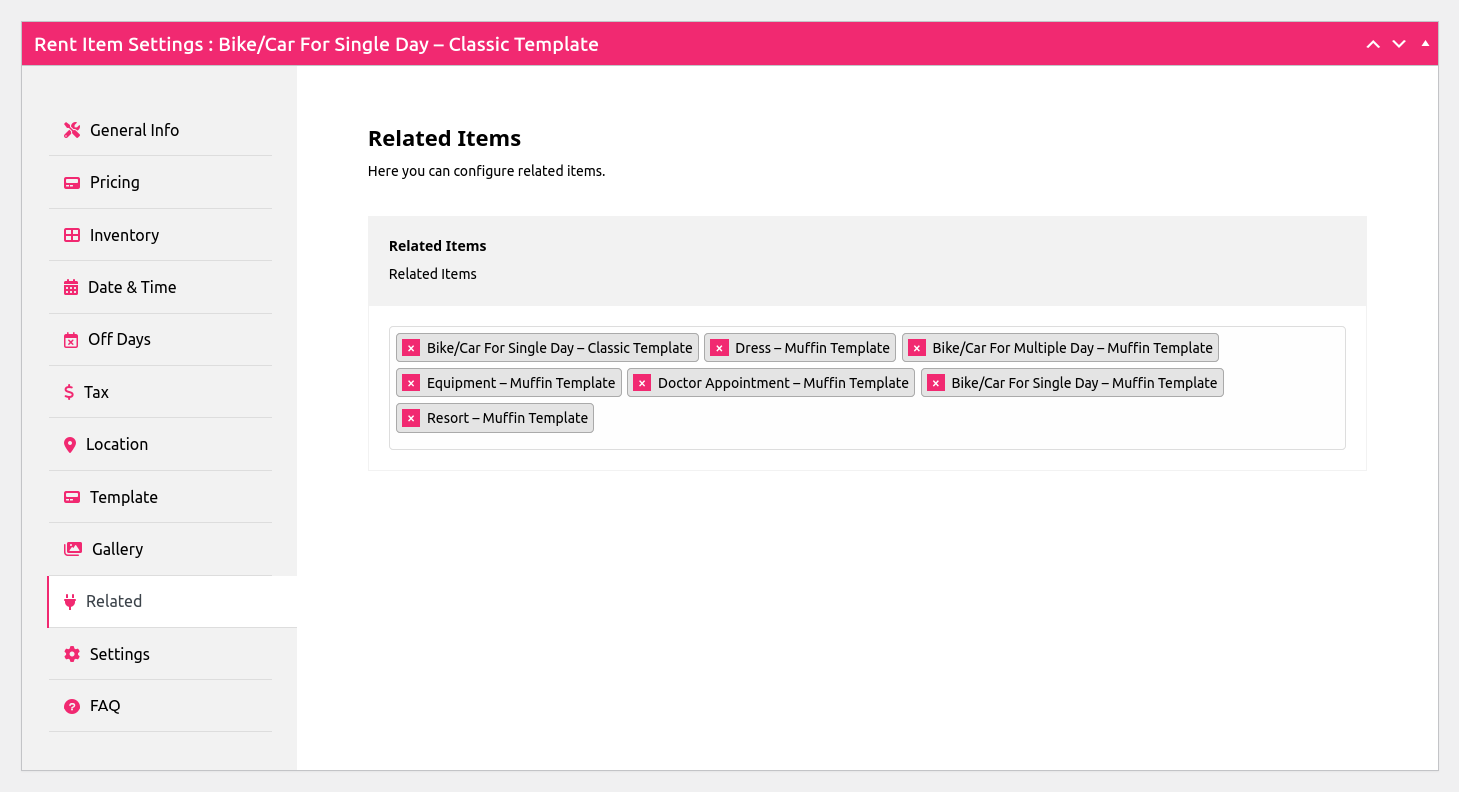 Rent Item Settings : Bike/Car For Single Day – Classic Template
General Info
Pricing
Inventory
Date & Time
Off Days
Tax
Location
Template
Gallery
Related
Settings
FAQ
Related Items
Here you can configure related items.
Related Items
Related Items
× Bike/Car For Single Day – Classic Template × Dress – Muffin Template × Bike/Car For Multiple Day – Muffin Template
× Equipment – Muffin Template × Doctor Appointment – Muffin Template × Bike/Car For Single Day – Muffin Template
× Resort – Muffin Template